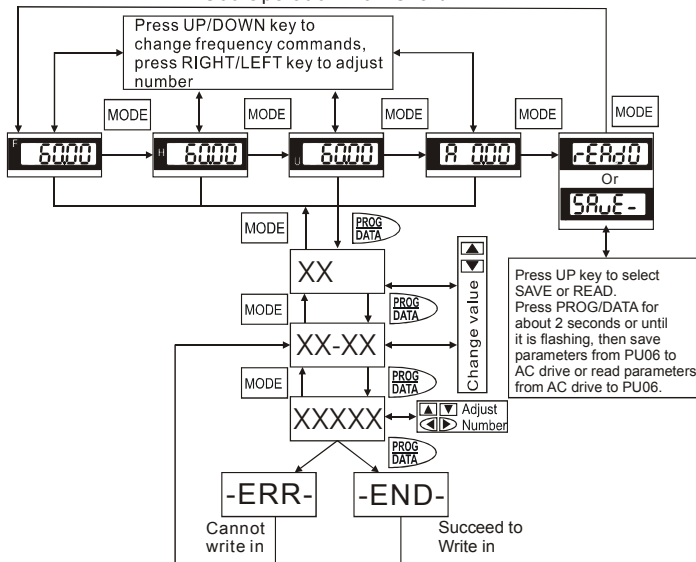 Press UP/DOWN key to
change frequency commands,
press RIGHT/LEFT key to adjust
number
MODE
MODE
MODE
MODE
MODE
F 60.00
H 60.00
U 60.00
A 0.00
rEAd0
Or
SAvE-
MODE
PROG
DATA
XX
MODE
PROG
DATA
XX-XX
MODE
PROG
DATA
XXXXX
PROG
DATA
Change value
Adjust
Number
Press UP key to select
SAVE or READ.
Press PROG/DATA for
about 2 seconds or until
it is flashing, then save
parameters from PU06 to
AC drive or read parameters
from AC drive to PU06.
-ERR-
-END-
Cannot
write in
Succeed to
Write in